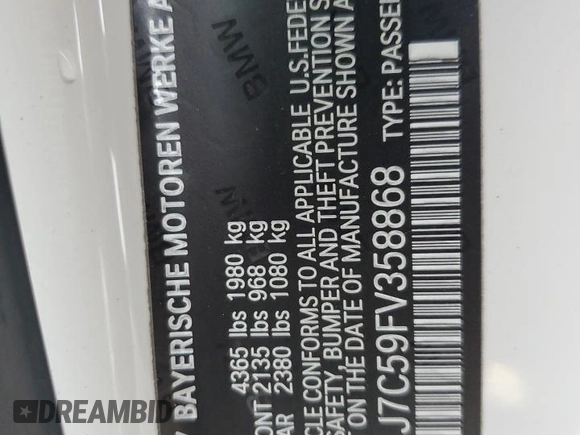 BAYERISCHE MOTOREN WERKE A
4365 lbs 1980 kg
ONT 2135 lbs 968 kg
AR 2380 lbs 1080 kg
CLE CONFORMS TO ALL APPLICABLE U.S.FEDE
SAFETY, BUMPER AND THEFT PREVENTION S
T ON THE DATE OF MANUFACTURE SHOWN A
J7C59FV358868 TYPE: PASSEN
BMW
BMW
DREAMBID